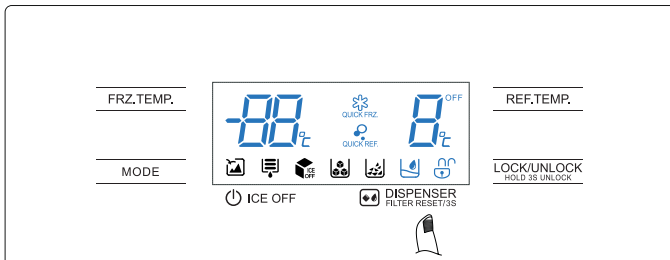 FRZ.TEMP.
-88°C
QUICK FRZ.
QUICK REF.
8°C
OFF
REF.TEMP.
MODE
ICE OFF
LOCK/UNLOCK
HOLD 3S UNLOCK
ICE OFF
DISPENSER
FILTER RESET/3S